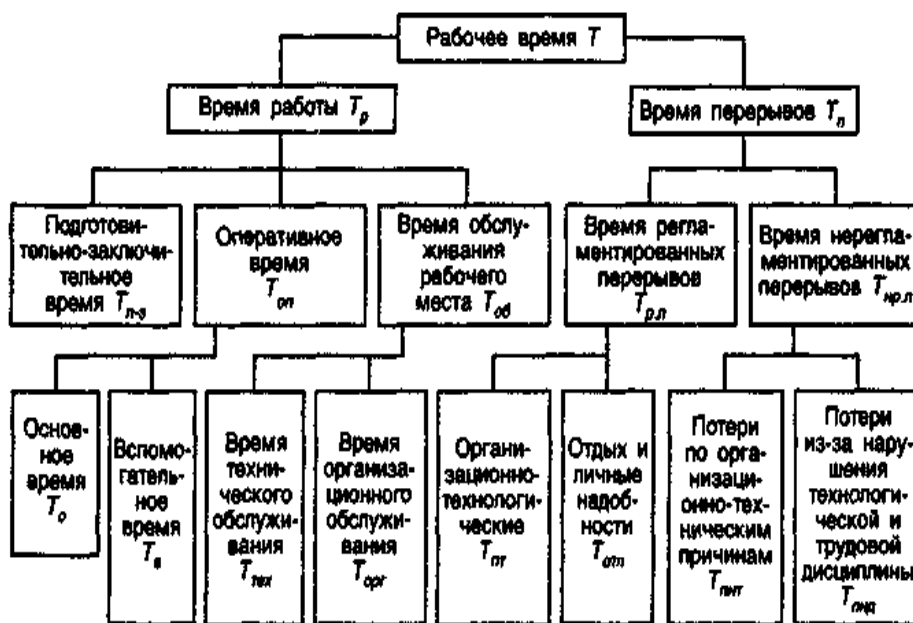 Рабочее время T
Время работы Tр
Время перерывов Tп
Подготови-
тельно-заключи-
тельное
время Tп-з
Оперативное
время
Tоп
Время обслу-
живания
рабочего
места Tоб
Время регла-
ментированных
перерывов
Tр.п
Время нерегла-
ментированных
перерывов Tнр.п
Основ-
ное
время
Tо
Вспомо-
гатель-
ное
время
Tв
Время
техни-
ческого
обслужи-
вания
Tтех
Время
организа-
ционного
обслужи-
вания
Tорг
Органи-
зационно-
технологи-
ческие
Tпт
Отдых и
личные
надоб-
ности
Tотл
Потери
по орга-
низаци-
онно-тех-
ническим
причинам
Tпнт
Потери
из-за нару-
шения
технологи-
ческой и
трудовой
дисциплины
Tпнд